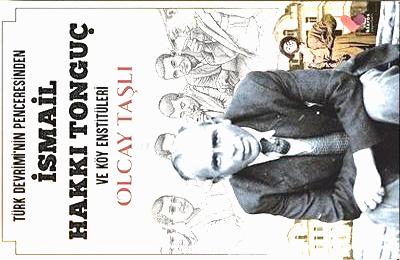 TÜRK DEVRİMİ'NİN PENCERESİNDEN
İSMAİL
HAKKI TONGUÇ
VE KÖY ENSTİTÜLERİ
OLCAY TAŞLI